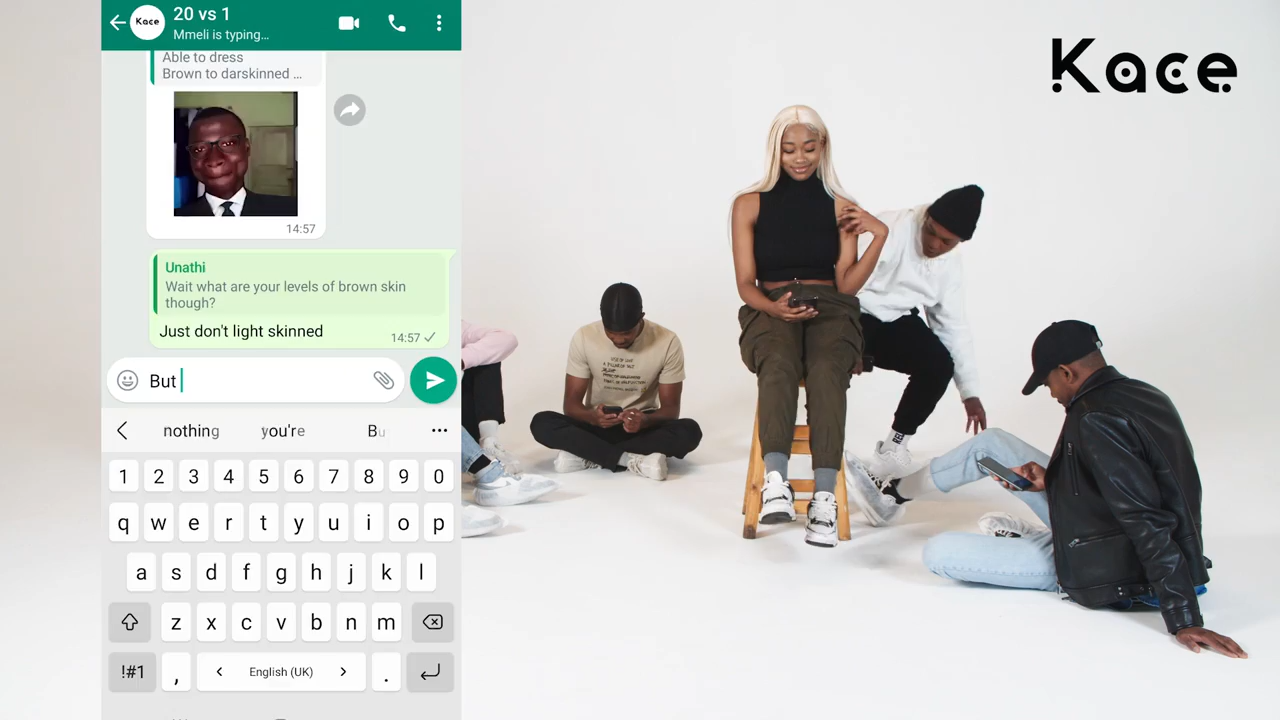 Kace
20 vs 1
Mmeli is typing...
Able to dress
Brown to darskinned ...
14:57
Unathi
Wait what are your levels of brown skin
though?
Just don't light skinned
14:57
But
nothing you're Bu
1 2 3 4 5 6 7 8 9 0
q w e r t y u i o p
a s d f g h j k l
z x c v b n m
!#1 , < English (UK) > .
Kace